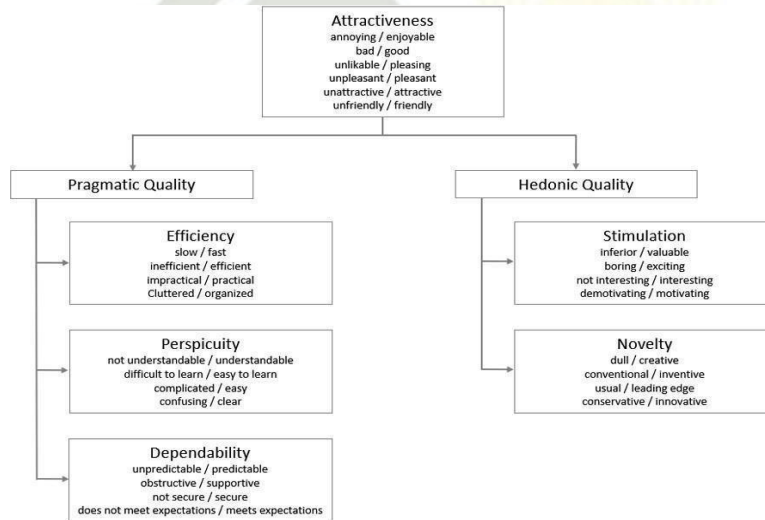 Attractiveness
annoying / enjoyable
bad / good
unlikable / pleasing
unpleasant / pleasant
unattractive / attractive
unfriendly / friendly
Pragmatic Quality
Efficiency
slow / fast
inefficient / efficient
impractical / practical
Cluttered / organized
Perspicuity
not understandable / understandable
difficult to learn / easy to learn
complicated / easy
confusing / clear
Dependability
unpredictable / predictable
obstructive / supportive
not secure / secure
does not meet expectations / meets expectations
Hedonic Quality
Stimulation
inferior / valuable
boring / exciting
not interesting / interesting
demotivating / motivating
Novelty
dull / creative
conventional / inventive
usual / leading edge
conservative / innovative